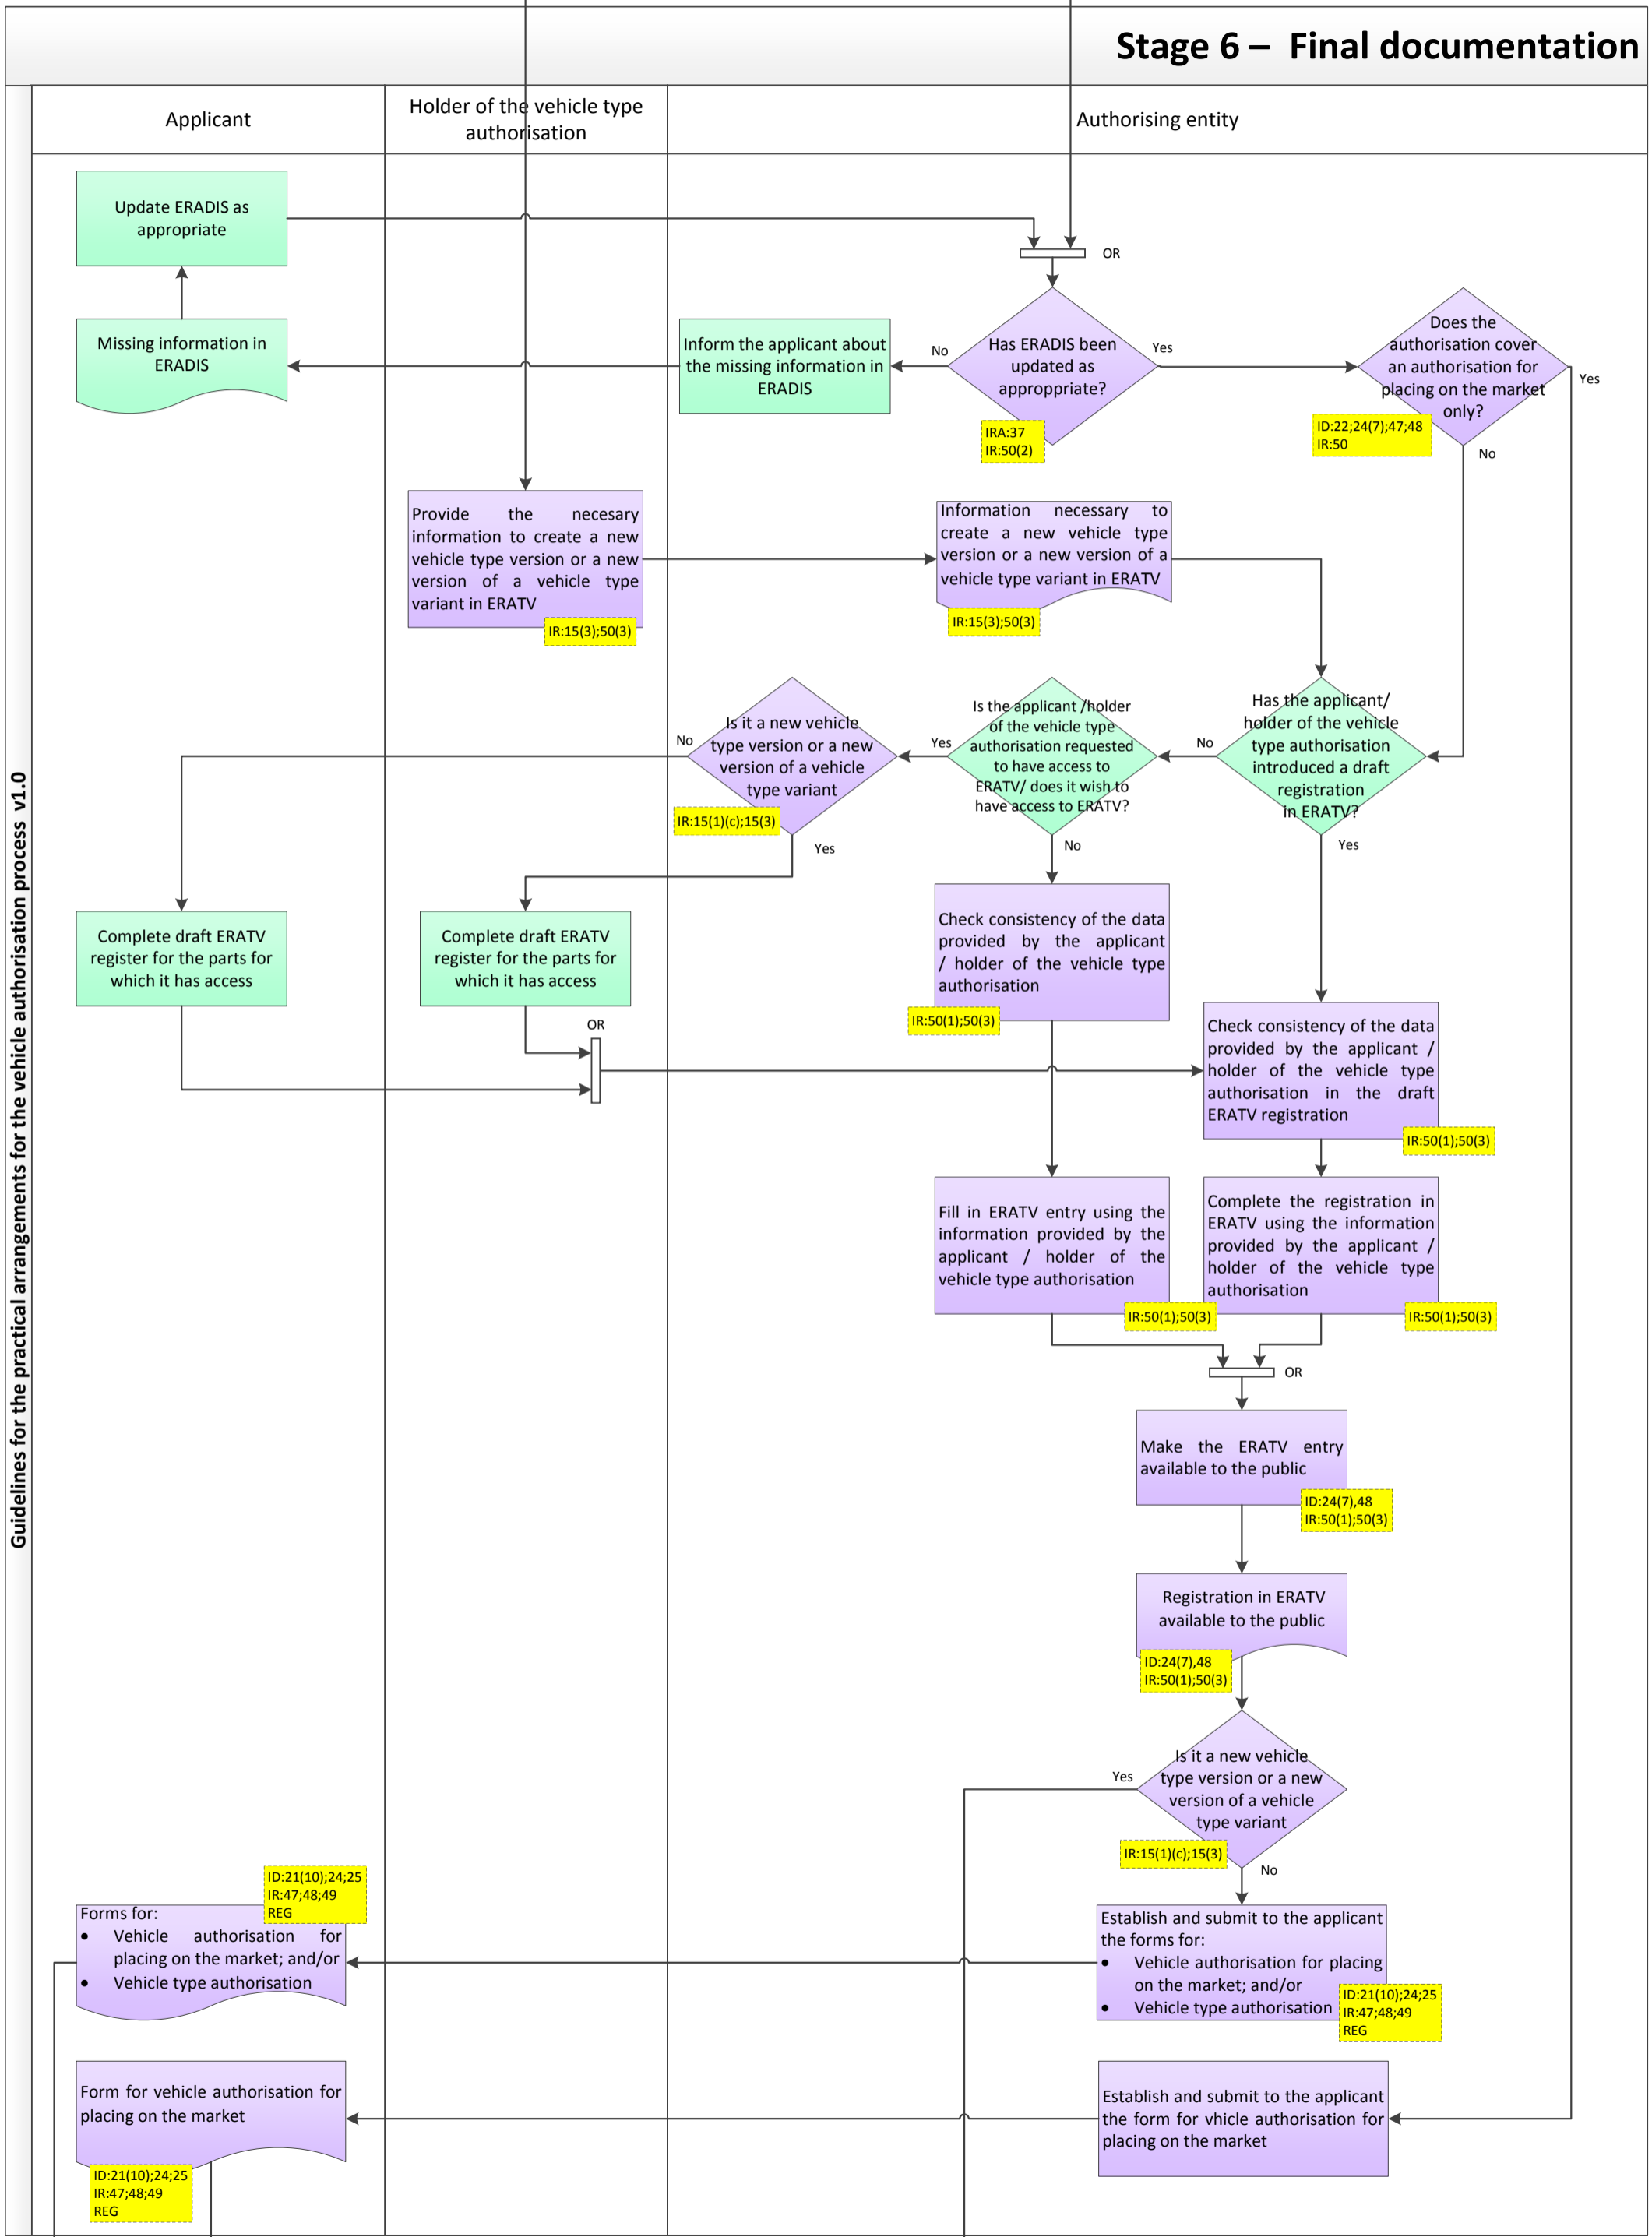 Stage 6 – Final documentation
Guidelines for the practical arrangements for the vehicle authorisation process v1.0
Applicant
Holder of the vehicle type
authorisation
Authorising entity
Update ERADIS as
appropriate
OR
Missing information in
ERADIS
Inform the applicant about
the missing information in
ERADIS
No
Has ERADIS been
updated as
approppriate?
Yes
IRA:37
IR:50(2)
Does the
authorisation cover
an authorisation for
placing on the market
only?
Yes
ID:22;24(7);47;48
IR:50
No
Provide the necesary
information to create a new
vehicle type version or a new
version of a vehicle type
variant in ERATV
IR:15(3);50(3)
Information necessary to
create a new vehicle type
version or a new version of a
vehicle type variant in ERATV
IR:15(3);50(3)
No
Is it a new vehicle
type version or a new
version of a vehicle
type variant
IR:15(1)(c);15(3)
Yes
Yes
Is the applicant /holder
of the vehicle type
authorisation requested
to have access to
ERATV/ does it wish to
have access to ERATV?
No
No
Has the applicant/
holder of the vehicle
type authorisation
introduced a draft
registration
in ERATV?
Yes
Complete draft ERATV
register for the parts for
which it has access
Complete draft ERATV
register for the parts for
which it has access
OR
Check consistency of the data
provided by the applicant
/ holder of the vehicle type
authorisation
IR:50(1);50(3)
Check consistency of the data
provided by the applicant /
holder of the vehicle type
authorisation in the draft
ERATV registration
IR:50(1);50(3)
Fill in ERATV entry using the
information provided by the
applicant / holder of the
vehicle type authorisation
IR:50(1);50(3)
Complete the registration in
ERATV using the information
provided by the applicant /
holder of the vehicle type
authorisation
IR:50(1);50(3)
OR
Make the ERATV entry
available to the public
ID:24(7),48
IR:50(1);50(3)
Registration in ERATV
available to the public
ID:24(7),48
IR:50(1);50(3)
Yes
Is it a new vehicle
type version or a new
version of a vehicle
type variant
IR:15(1)(c);15(3)
No
ID:21(10);24;25
IR:47;48;49
REG
Forms for:
• Vehicle authorisation for
placing on the market; and/or
• Vehicle type authorisation
Establish and submit to the applicant
the forms for:
• Vehicle authorisation for placing
on the market; and/or
• Vehicle type authorisation
ID:21(10);24;25
IR:47;48;49
REG
Form for vehicle authorisation for
placing on the market
ID:21(10);24;25
IR:47;48;49
REG
Establish and submit to the applicant
the form for vhicle authorisation for
placing on the market